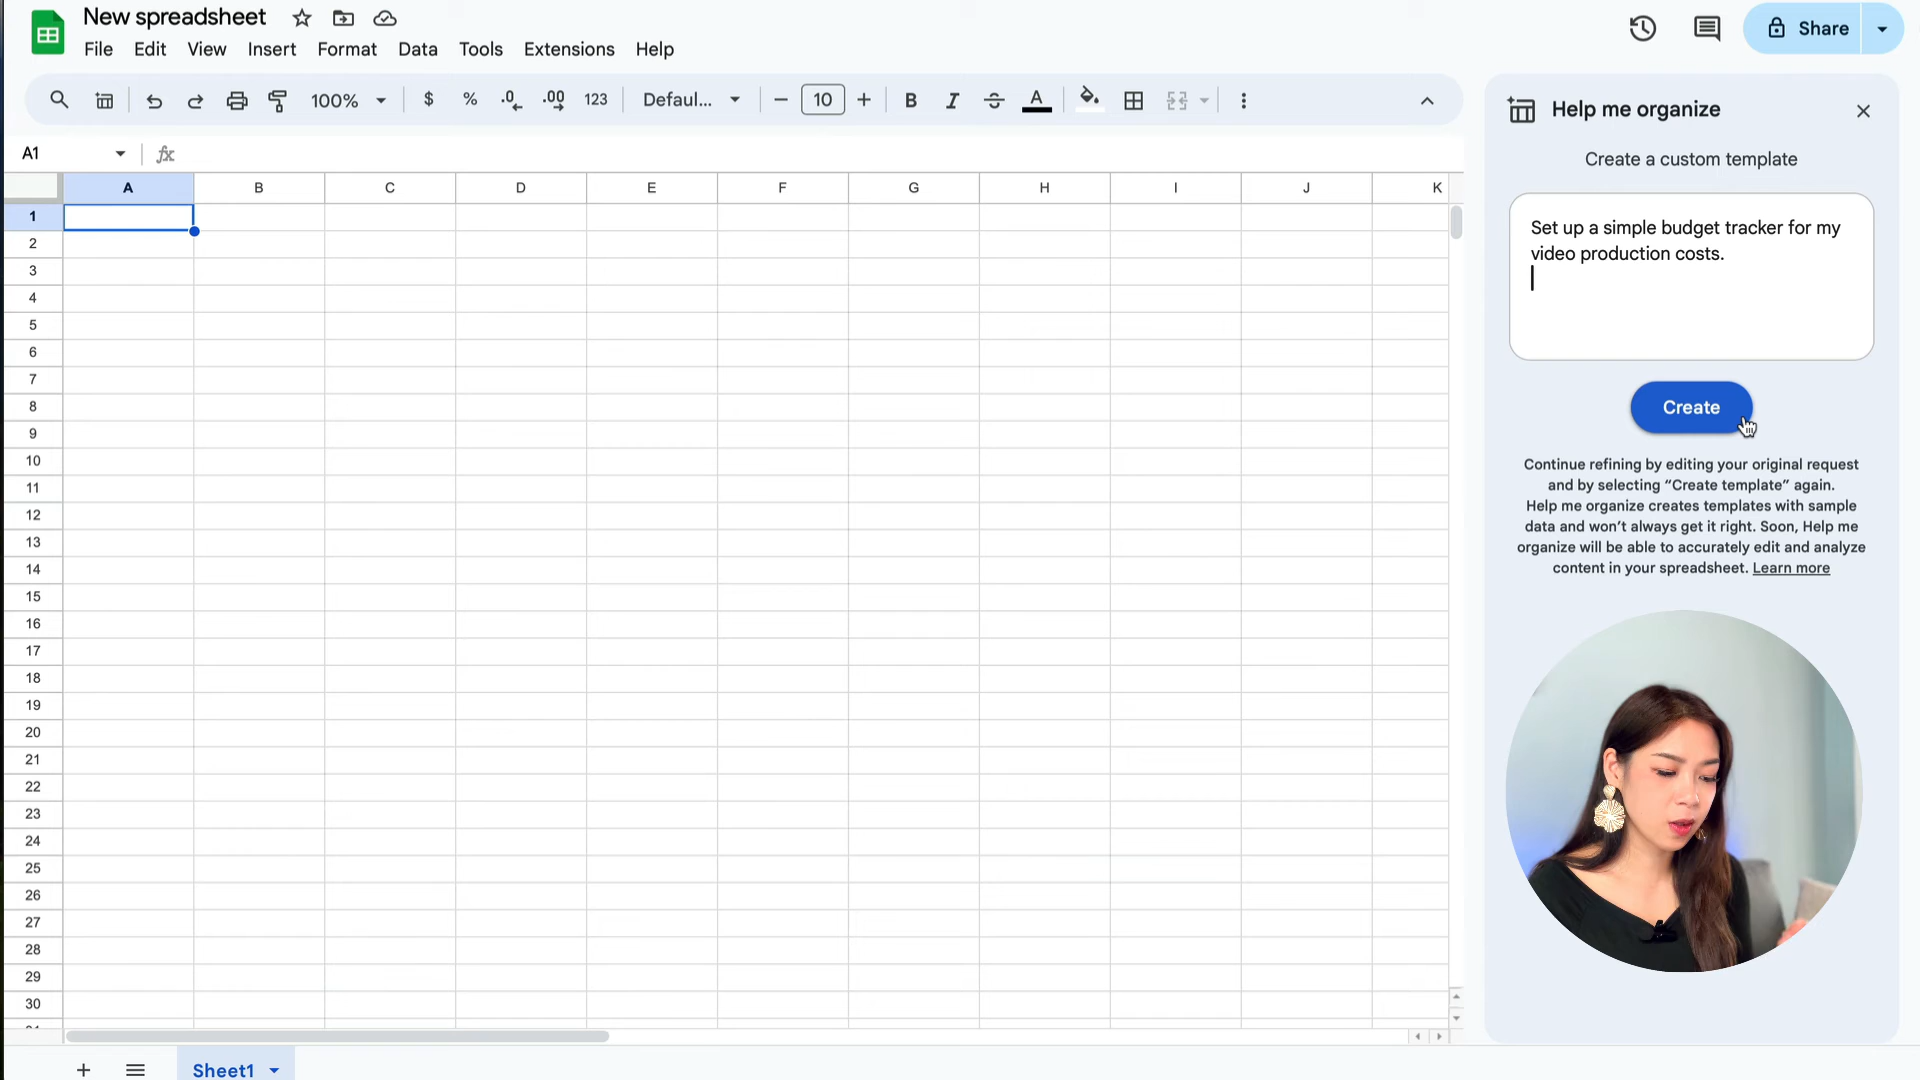 New spreadsheet
File Edit View Insert Format Data Tools Extensions Help
Share
100% $ % .0 .00 123 Defaul... 10 B I S A
A1 fx
A B C D E F G H I J K
1
2
3
4
5
6
7
8
9
10
11
12
13
14
15
16
17
18
19
20
21
22
23
24
25
26
27
28
29
30
Sheet1
Help me organize
Create a custom template
Set up a simple budget tracker for my
video production costs.
Create
Continue refining by editing your original request
and by selecting “Create template” again.
Help me organize creates templates with sample
data and won’t always get it right. Soon, Help me
organize will be able to accurately edit and analyze
content in your spreadsheet. Learn more